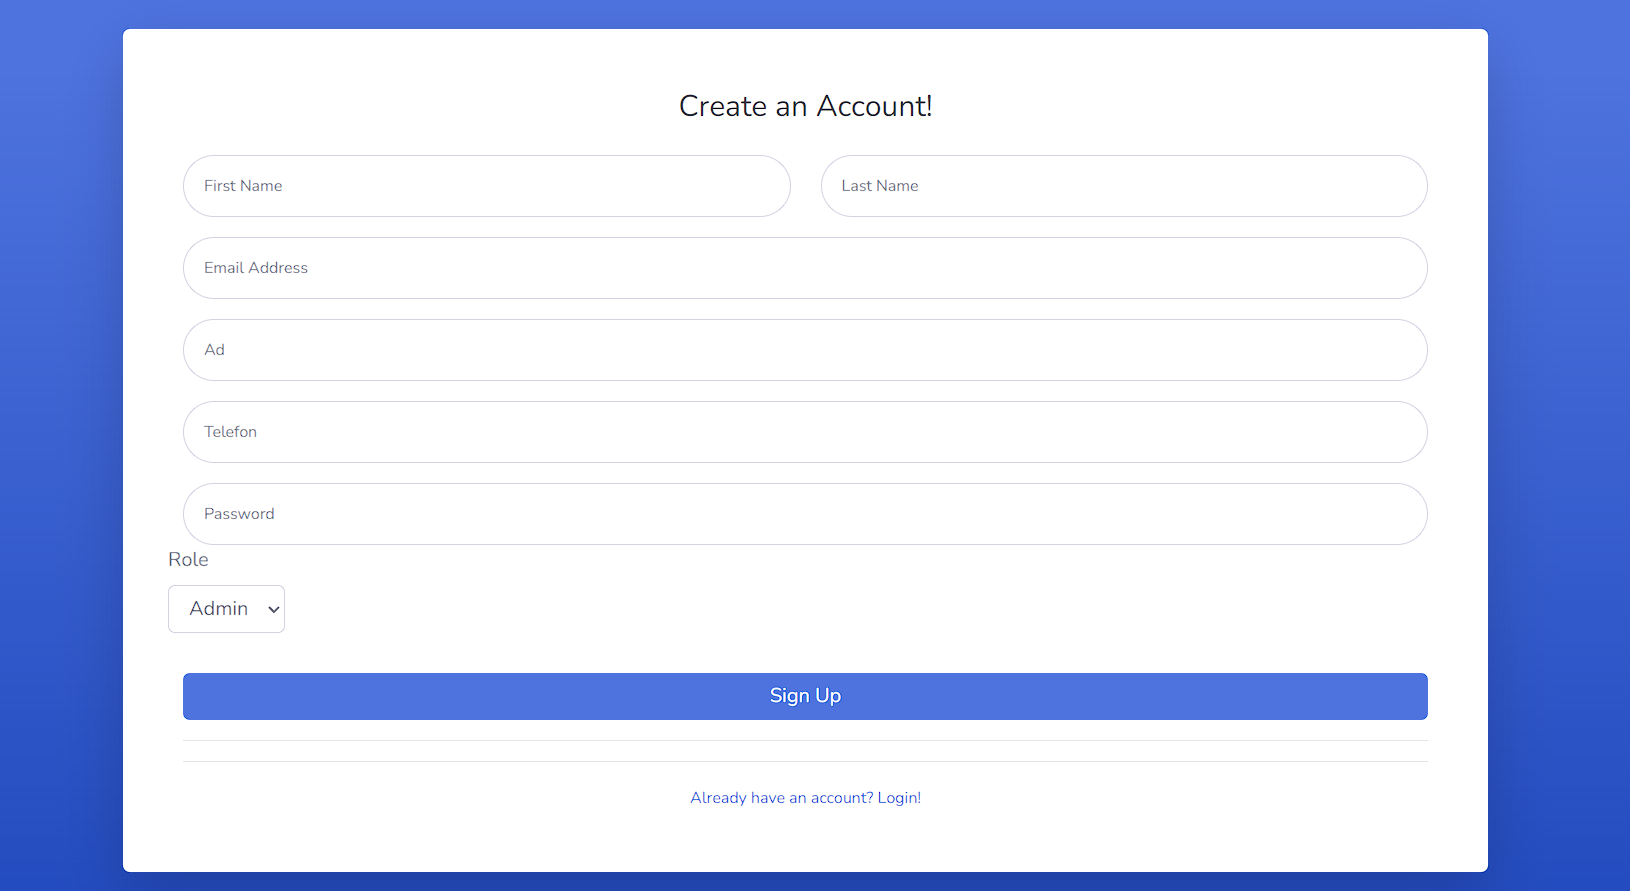 Create an Account!
First Name
Last Name
Email Address
Ad
Telefon
Password
Role
Admin
Sign Up
Already have an account? Login!